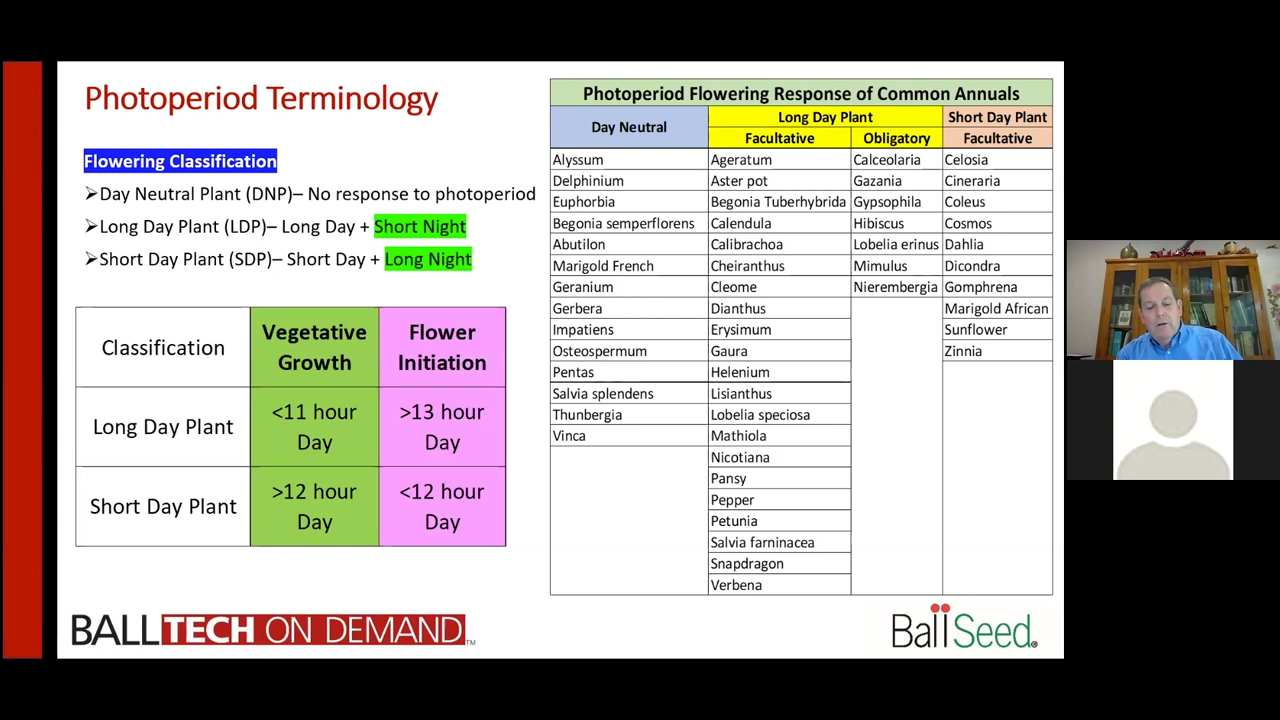 Photoperiod Terminology
Flowering Classification
➢Day Neutral Plant (DNP)– No response to photoperiod
➢Long Day Plant (LDP)– Long Day + Short Night
➢Short Day Plant (SDP)– Short Day + Long Night
Classification Vegetative Growth Flower Initiation
Long Day Plant <11 hour Day >13 hour Day
Short Day Plant >12 hour Day <12 hour Day
Photoperiod Flowering Response of Common Annuals
Day Neutral Long Day Plant Short Day Plant
Facultative Obligatory Facultative
Alyssum Ageratum Calceolaria Celosia
Delphinium Aster pot Gazania Cineraria
Euphorbia Begonia Tuberhybrida Gypsophila Coleus
Begonia semperflorens Calendula Hibiscus Cosmos
Abutilon Calibrachoa Lobelia erinus Dahlia
Marigold French Cheiranthus Mimulus Dicondra
Geranium Cleome Nierembergia Gomphrena
Gerbera Dianthus Marigold African
Impatiens Erysimum Sunflower
Osteospermum Gaura Zinnia
Pentas Helenium
Salvia splendens Lisianthus
Thunbergia Lobelia speciosa
Vinca Mathiola
Nicotiana
Pansy
Pepper
Petunia
Salvia farninacea
Snapdragon
Verbena
BALLTECH ON DEMAND™
Ball Seed®